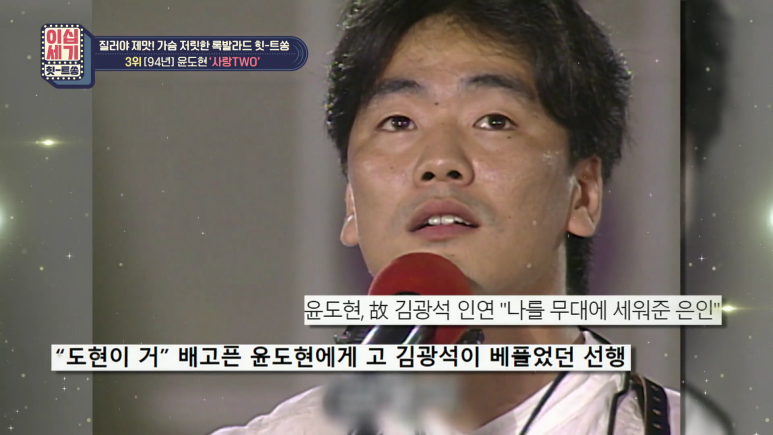 이십
세기
힛-트쏭
질러야 제맛! 가슴 저릿한 록발라드 힛-트쏭
3위 [94년] 윤도현 '사랑TWO'
윤도현, 故 김광석 인연 "나를 무대에 세워준 은인"
“도현이 거” 배고픈 윤도현에게 고 김광석이 베풀었던 선행